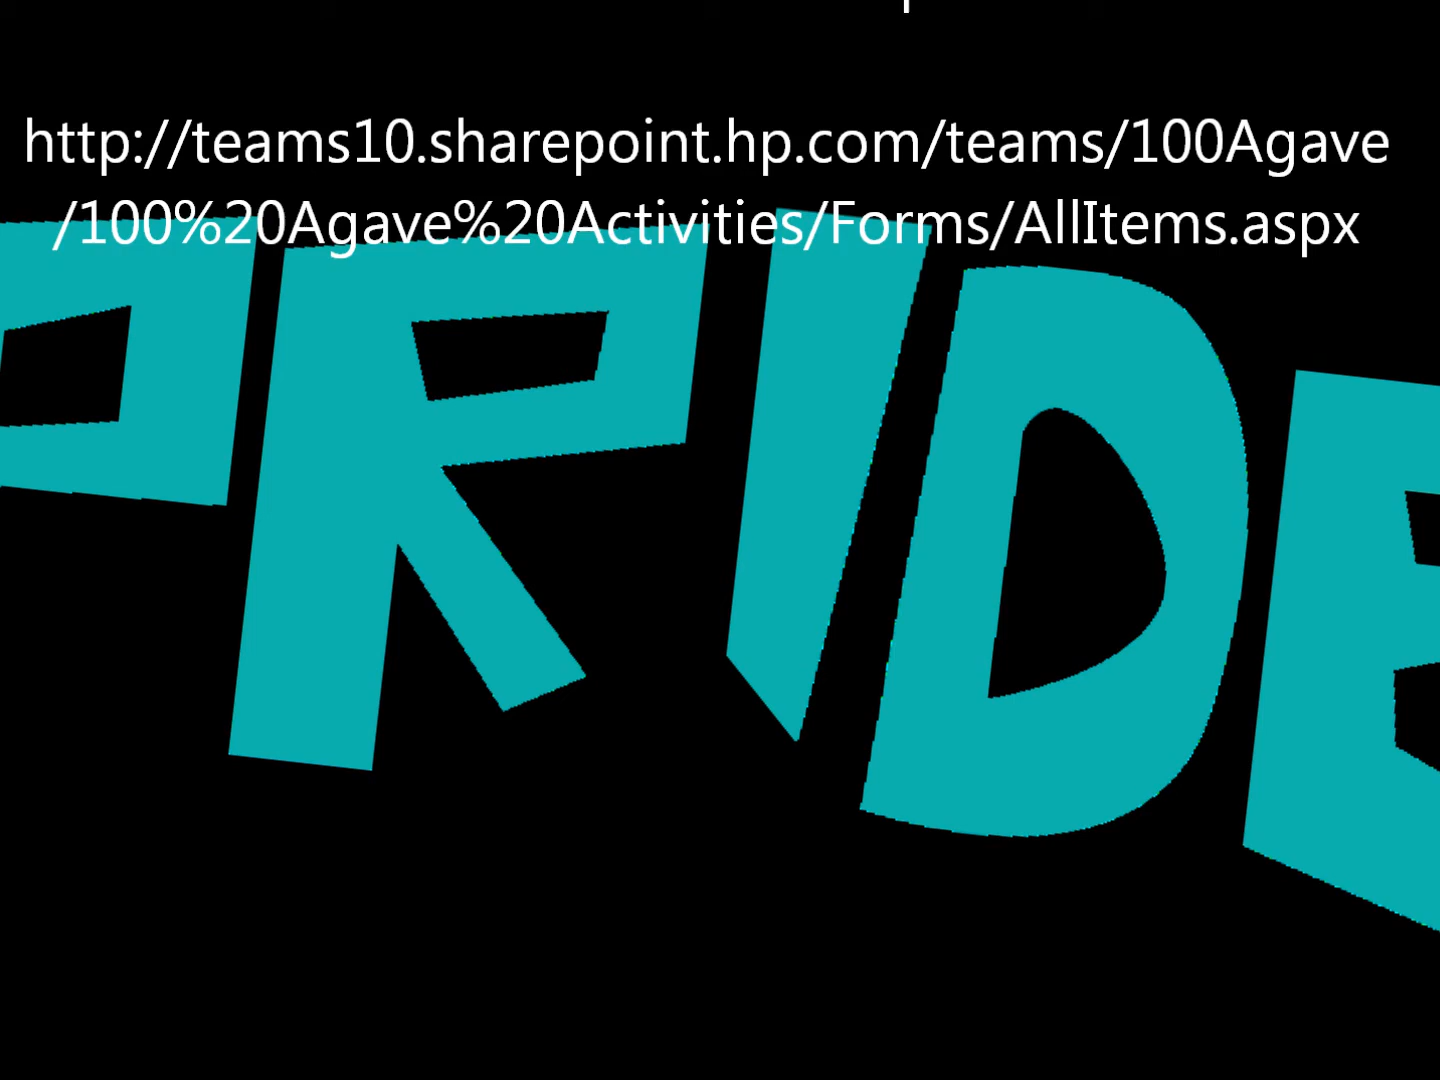 http://teams10.sharepoint.hp.com/teams/100Agave
/100%20Agave%20Activities/Forms/AllItems.aspx
PRIDE